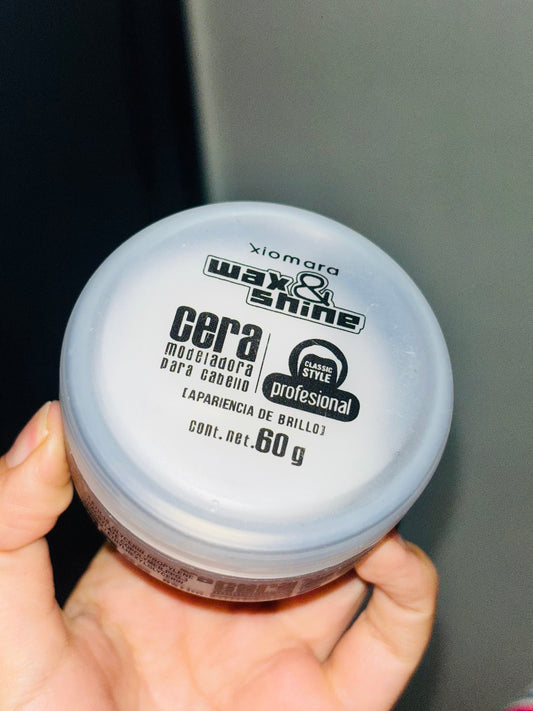 xiomara
wax &
shine
cera
modeladora
para cabello
CLASSIC
STYLE
profesional
[APARIENCIA DE BRILLO]
cont. net. 60 g